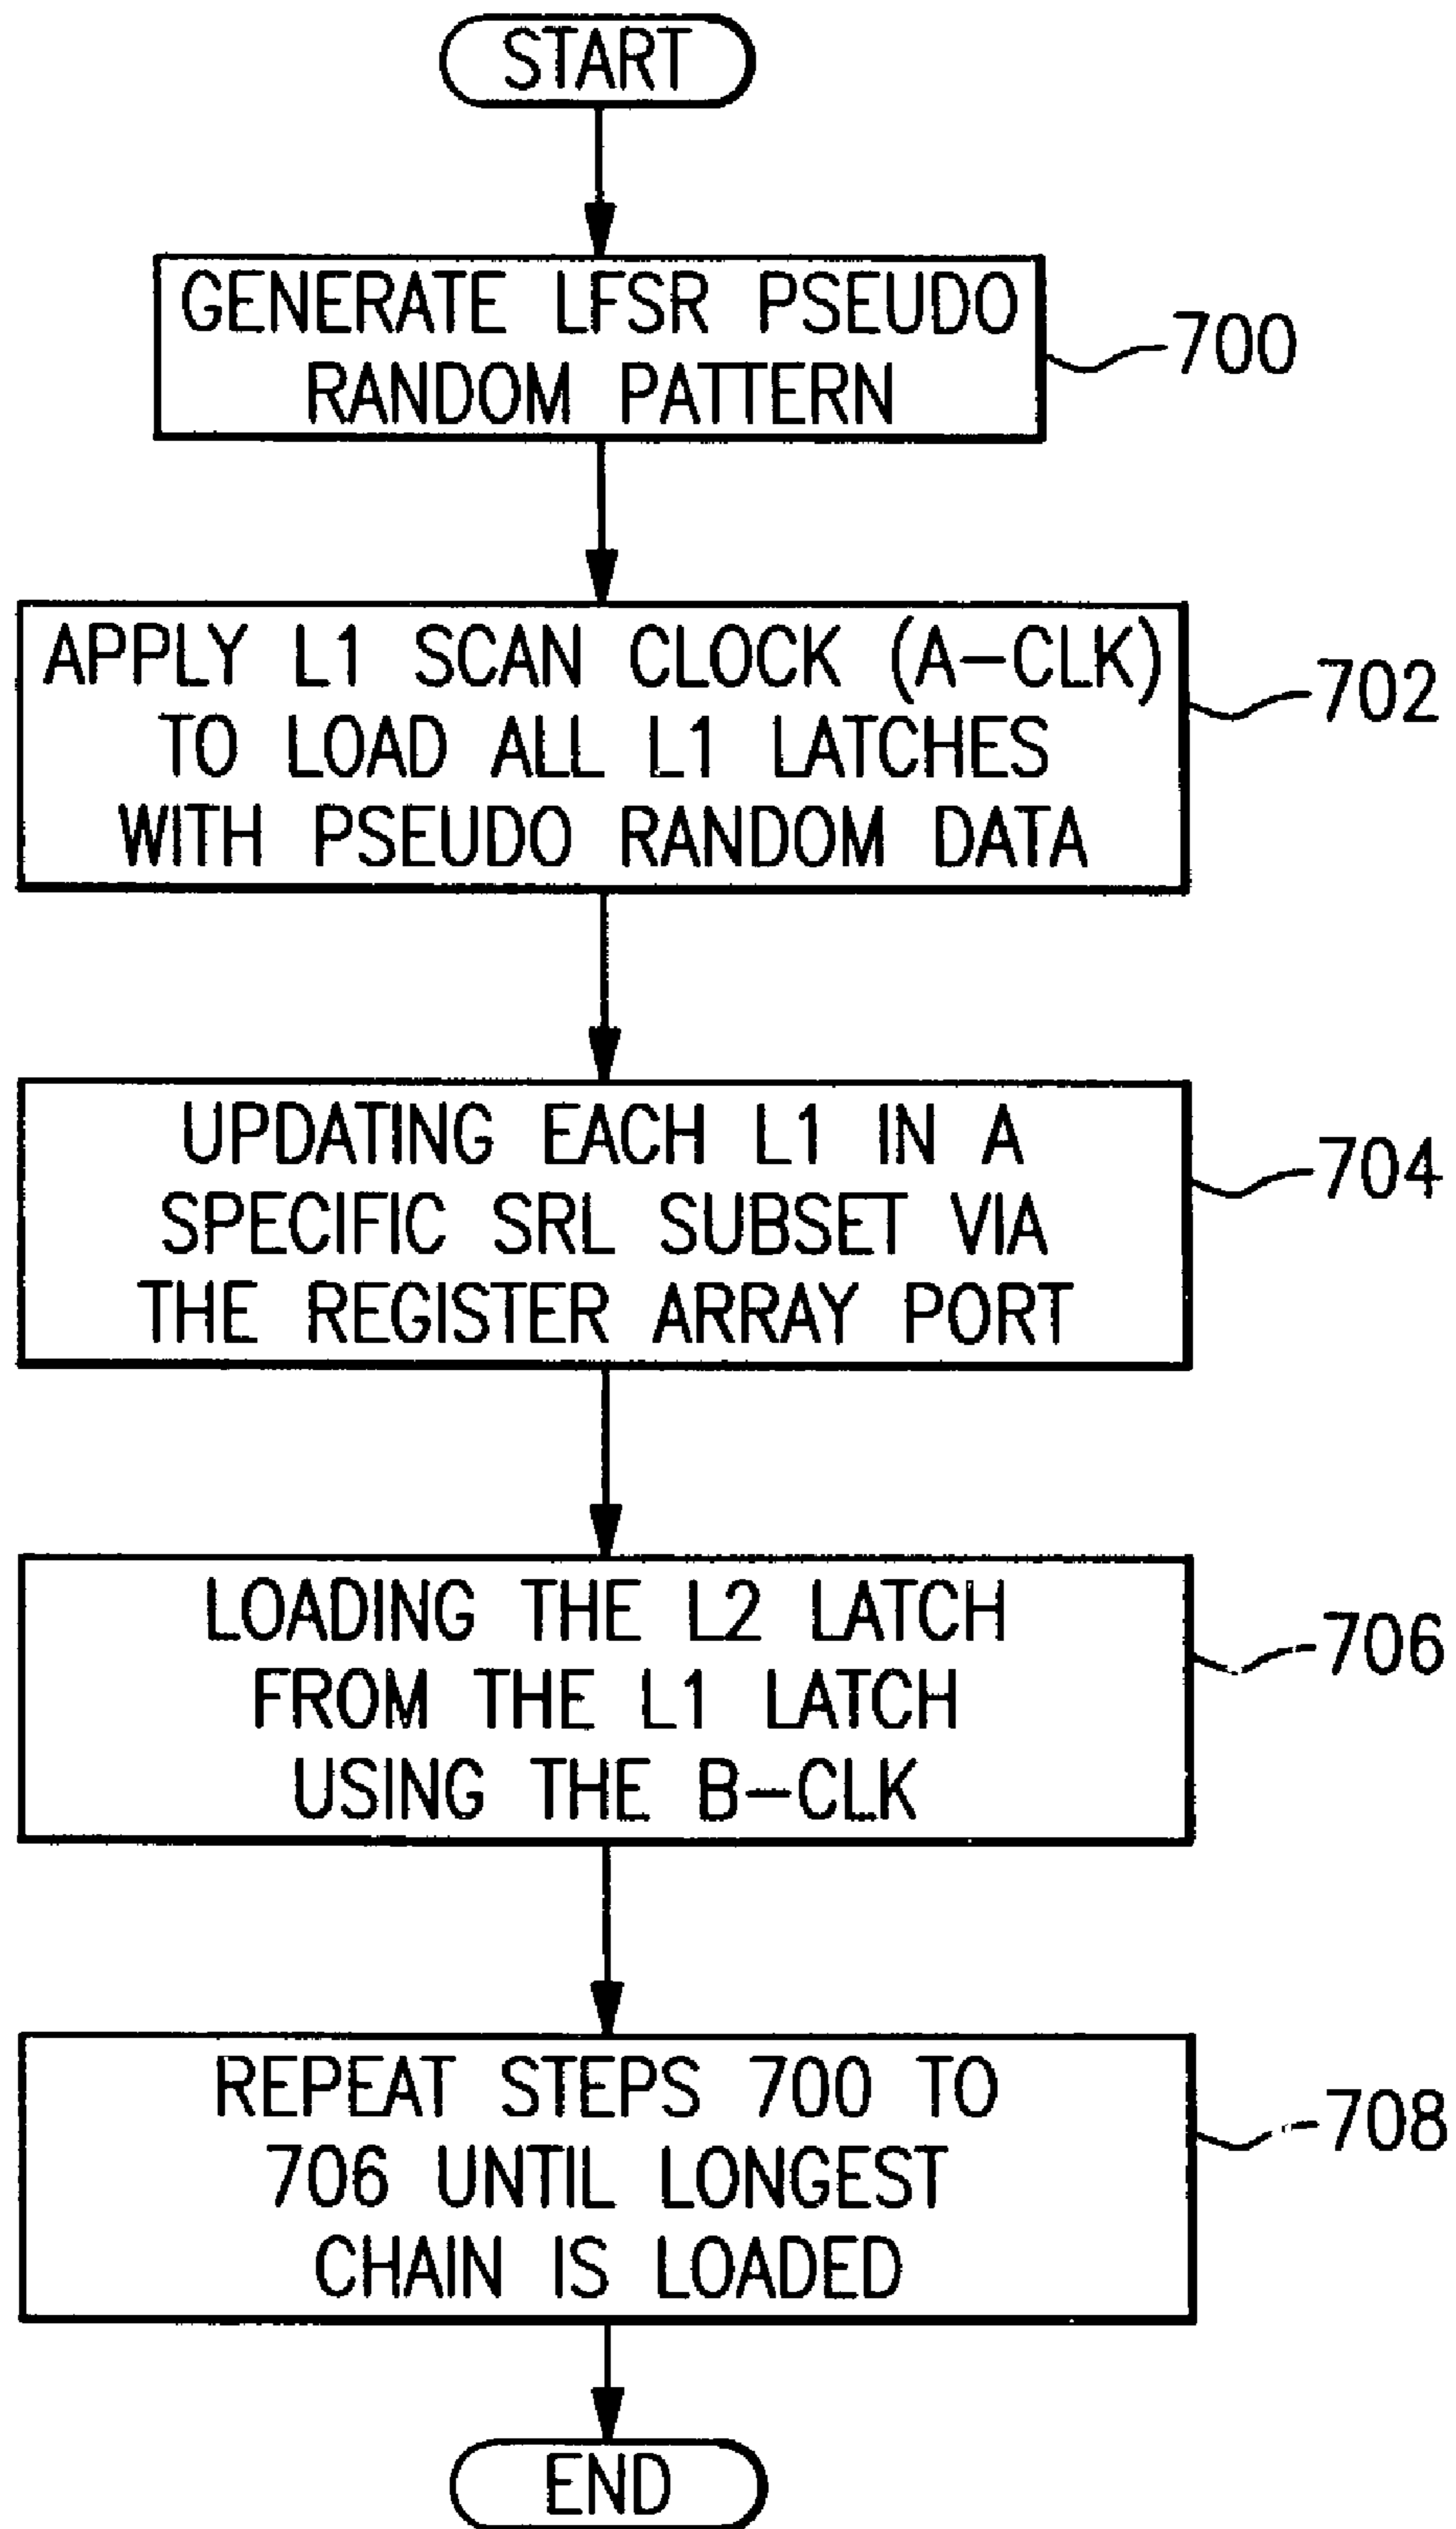 START
GENERATE LFSR PSEUDO
RANDOM PATTERN
700
APPLY L1 SCAN CLOCK (A-CLK)
TO LOAD ALL L1 LATCHES
WITH PSEUDO RANDOM DATA
702
UPDATING EACH L1 IN A
SPECIFIC SRL SUBSET VIA
THE REGISTER ARRAY PORT
704
LOADING THE L2 LATCH
FROM THE L1 LATCH
USING THE B-CLK
706
REPEAT STEPS 700 TO
706 UNTIL LONGEST
CHAIN IS LOADED
708
END